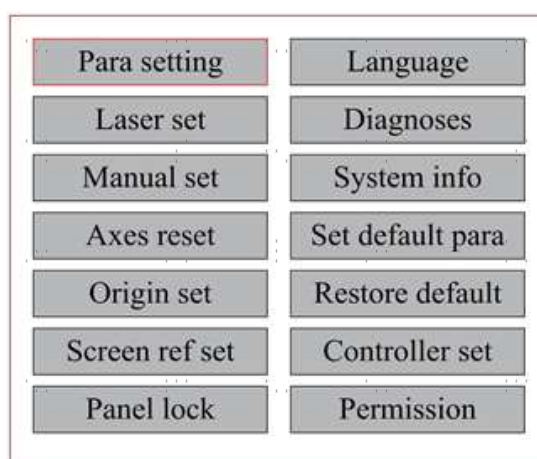 Para setting
Language
Laser set
Diagnoses
Manual set
System info
Axes reset
Set default para
Origin set
Restore default
Screen ref set
Controller set
Panel lock
Permission